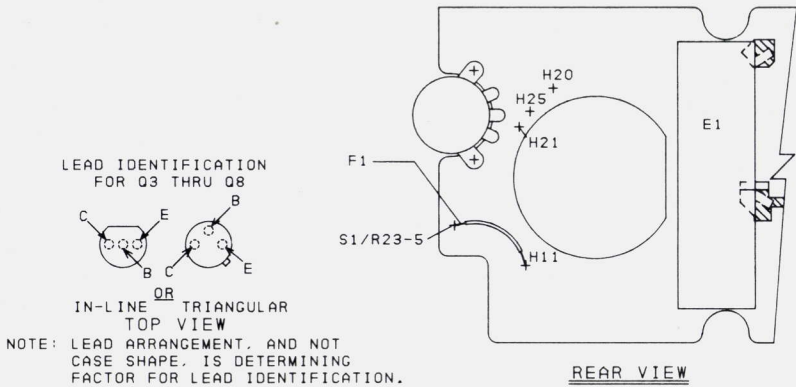 LEAD IDENTIFICATION
FOR Q3 THRU Q8
C
E
B
B
C
E
OR
IN-LINE TRIANGULAR
TOP VIEW
NOTE: LEAD ARRANGEMENT, AND NOT
CASE SHAPE, IS DETERMINING
FACTOR FOR LEAD IDENTIFICATION.
H20
H25
H21
E1
F1
S1/R23-5
H11
REAR VIEW